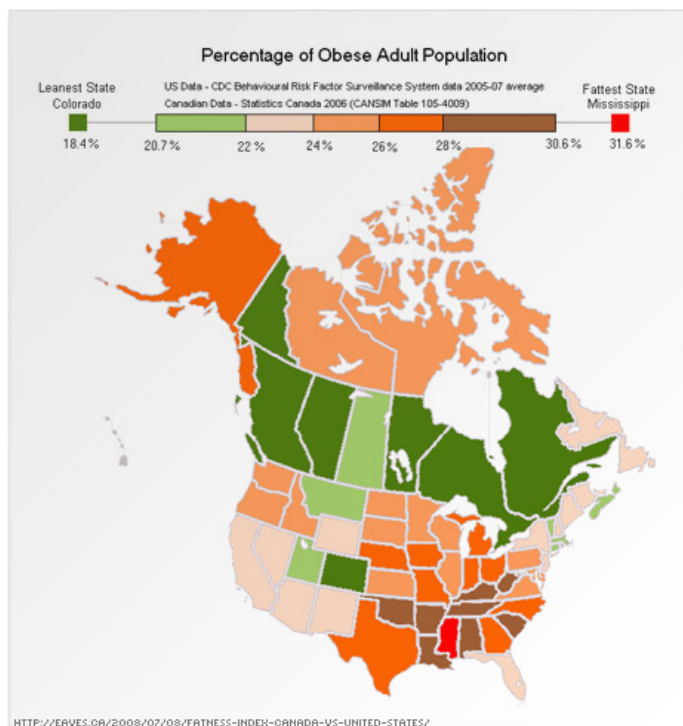 Percentage of Obese Adult Population
Leanest State
Colorado
US Data - CDC Behavioural Risk Factor Surveillance System data 2005-07 average
Canadian Data - Statistics Canada 2006 (CANSIM Table 105-4009)
Fattest State
Mississippi
18.4% 20.7% 22% 24% 26% 28% 30.6% 31.6%
HTTP://EAVES.CA/2008/07/08/FATNESS-INDEX-CANADA-VS-UNITED-STATES/